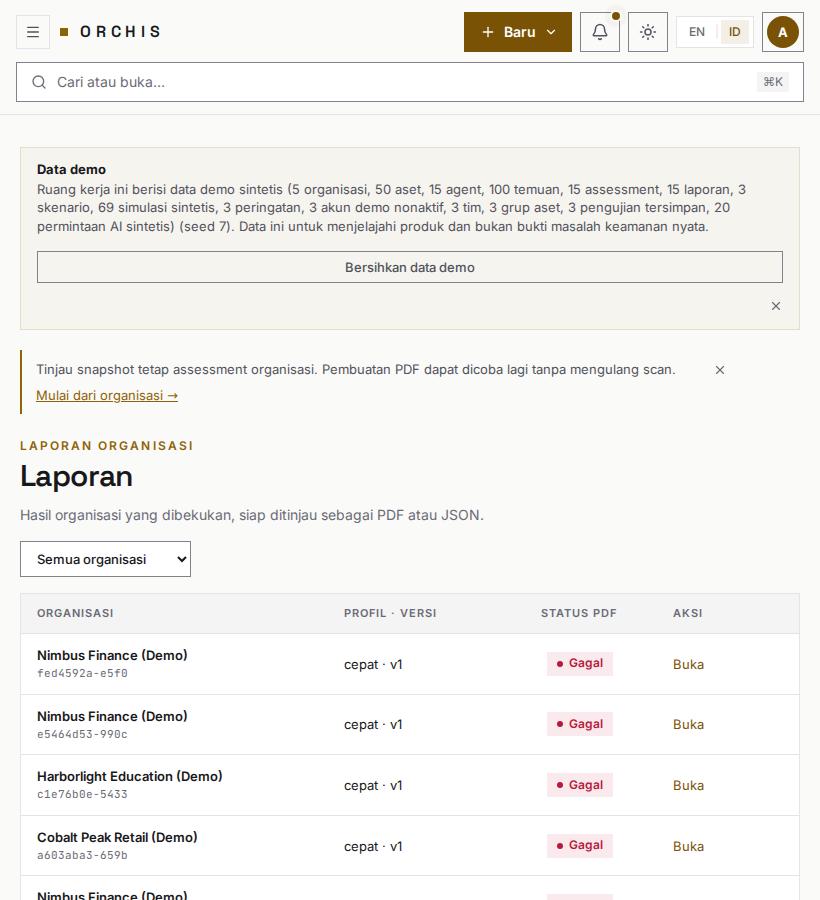 ORCHIS
Baru
EN
ID
A
Cari atau buka...
⌘K
Data demo
Ruang kerja ini berisi data demo sintetis (5 organisasi, 50 aset, 15 agent, 100 temuan, 15 assessment, 15 laporan, 3
skenario, 69 simulasi sintetis, 3 peringatan, 3 akun demo nonaktif, 3 tim, 3 grup aset, 3 pengujian tersimpan, 20
permintaan AI sintetis) (seed 7). Data ini untuk menjelajahi produk dan bukan bukti masalah keamanan nyata.
Bersihkan data demo
Tinjau snapshot tetap assessment organisasi. Pembuatan PDF dapat dicoba lagi tanpa mengulang scan.
Mulai dari organisasi →
LAPORAN ORGANISASI
Laporan
Hasil organisasi yang dibekukan, siap ditinjau sebagai PDF atau JSON.
Semua organisasi
ORGANISASI PROFIL · VERSI STATUS PDF AKSI
Nimbus Finance (Demo)
fed4592a-e5f0
cepat · v1 Gagal Buka
Nimbus Finance (Demo)
e5464d53-990c
cepat · v1 Gagal Buka
Harborlight Education (Demo)
c1e76b0e-5433
cepat · v1 Gagal Buka
Cobalt Peak Retail (Demo)
a603aba3-659b
cepat · v1 Gagal Buka
Nimbus Finance (Demo)